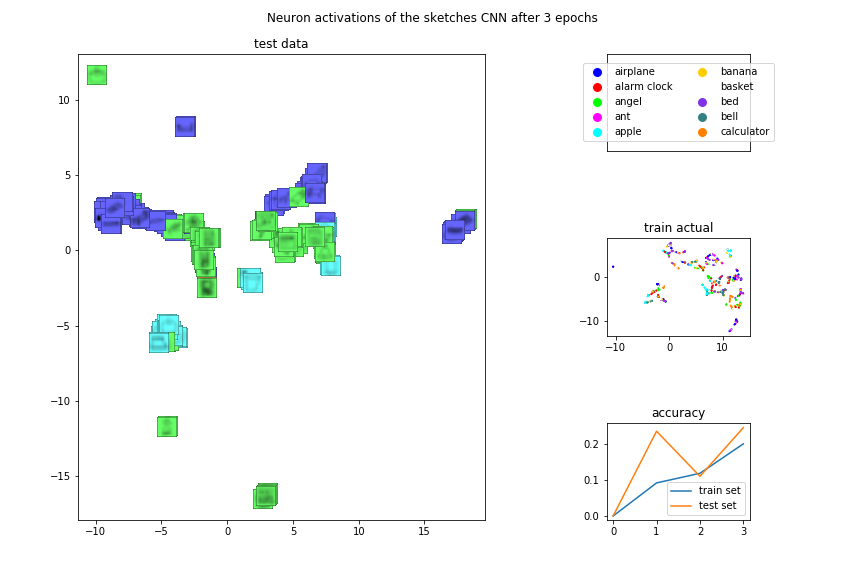 Neuron activations of the sketches CNN after 3 epochs
test data
10
5
0
−5
−10
−15
−10
−5
0
5
10
15
airplane
alarm clock
angel
ant
apple
banana
basket
bed
bell
calculator
train actual
0
−10
−10
0
10
accuracy
0.2
0.1
0.0
train set
test set
0
1
2
3